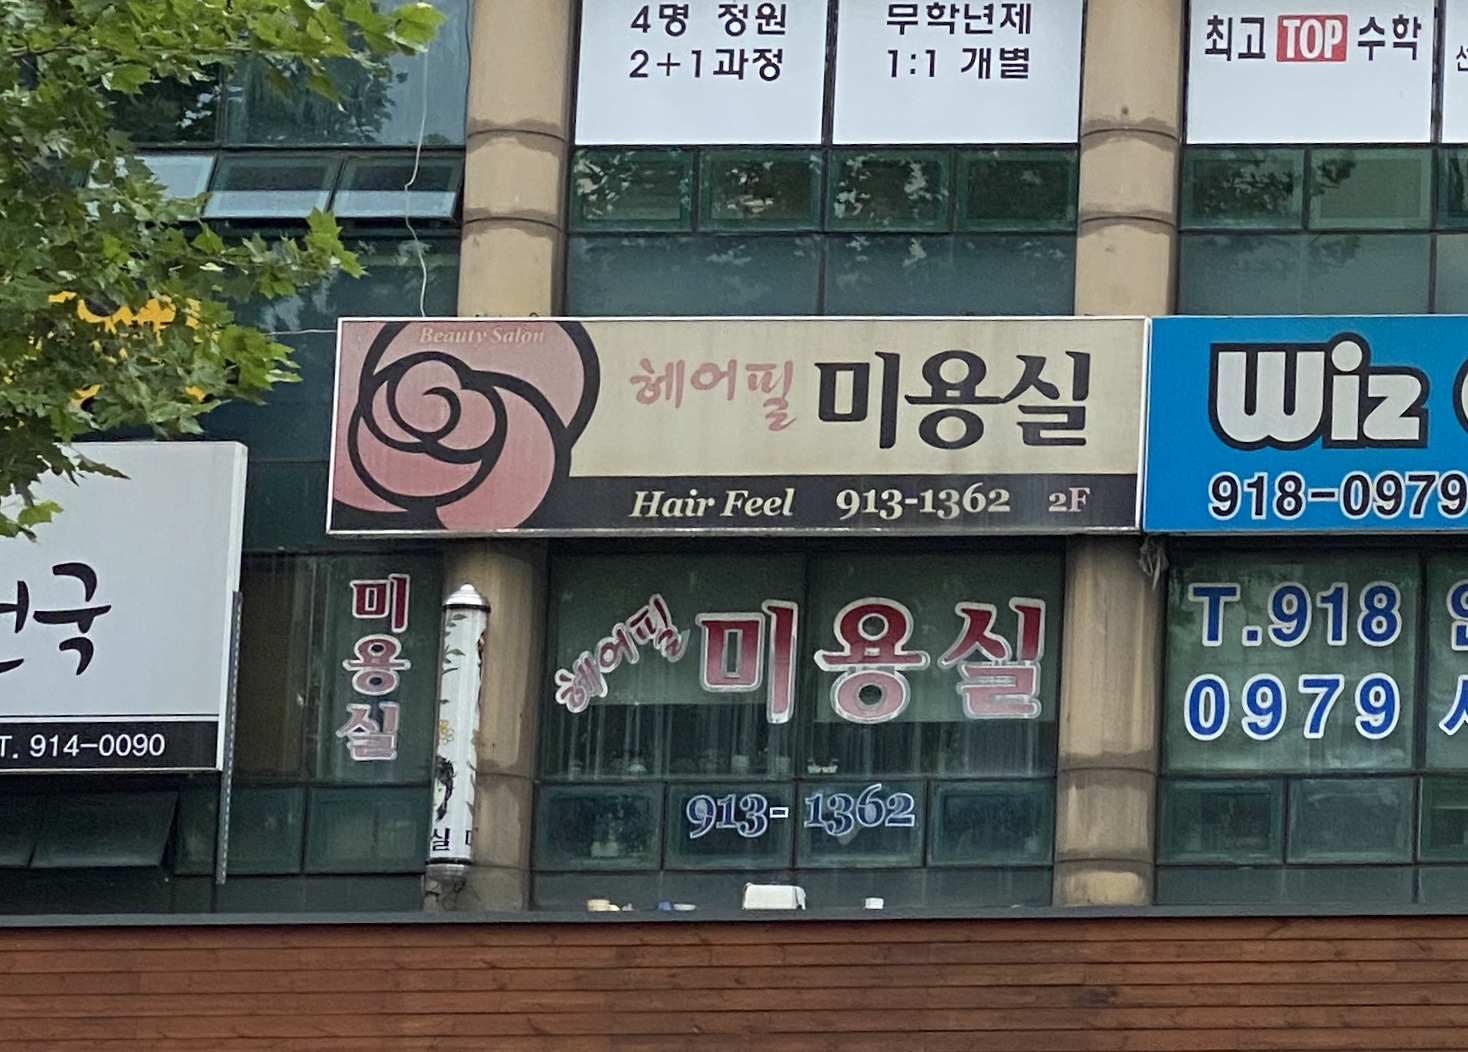 4명 정원
2+1과정
무학년제
1:1 개별
최고 TOP 수학
Beauty Salon
헤어필 미용실
Hair Feel 913-1362 2F
Wiz
918-0979
국
T. 914-0090
미용실
헤어필 미용실
913-1362
실
T.918
0979